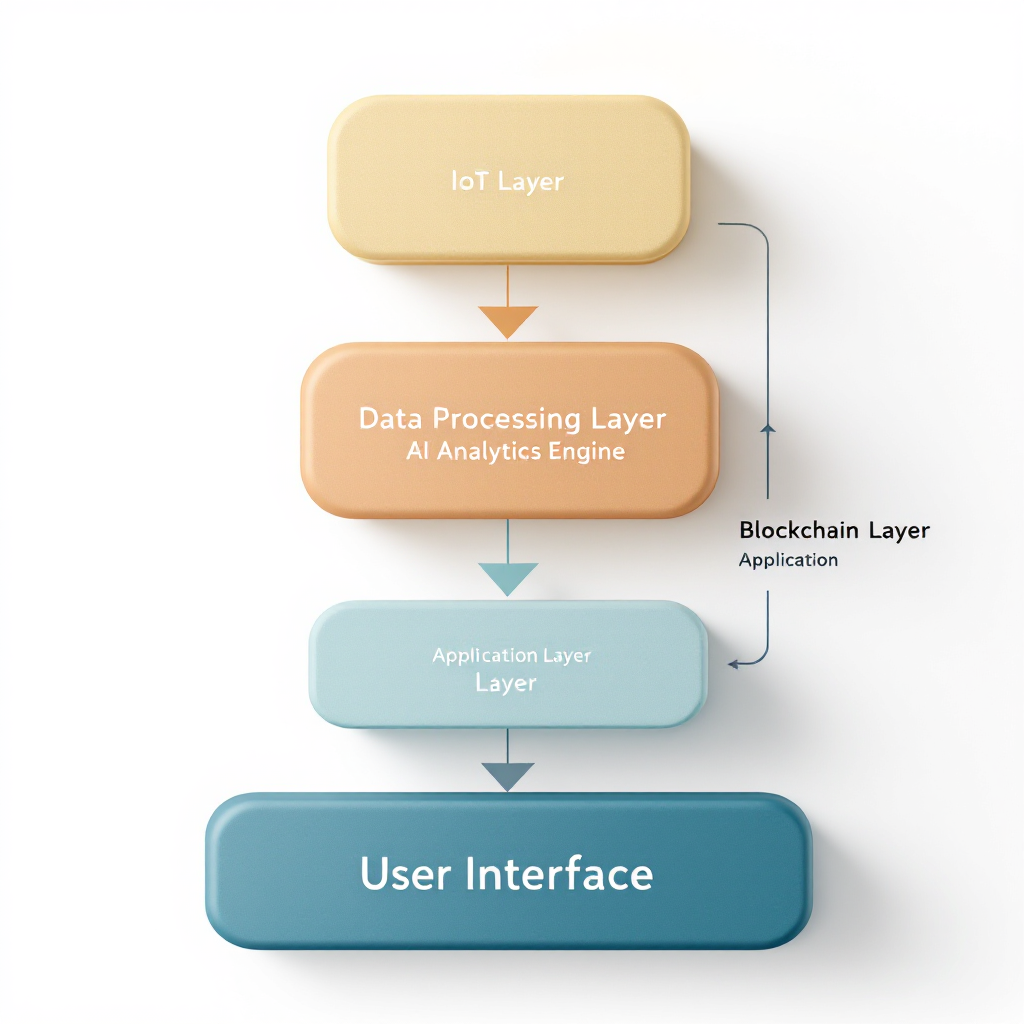 IoT Layer
Data Processing Layer
AI Analytics Engine
Blockchain Layer
Application
Application Layer
Layer
User Interface